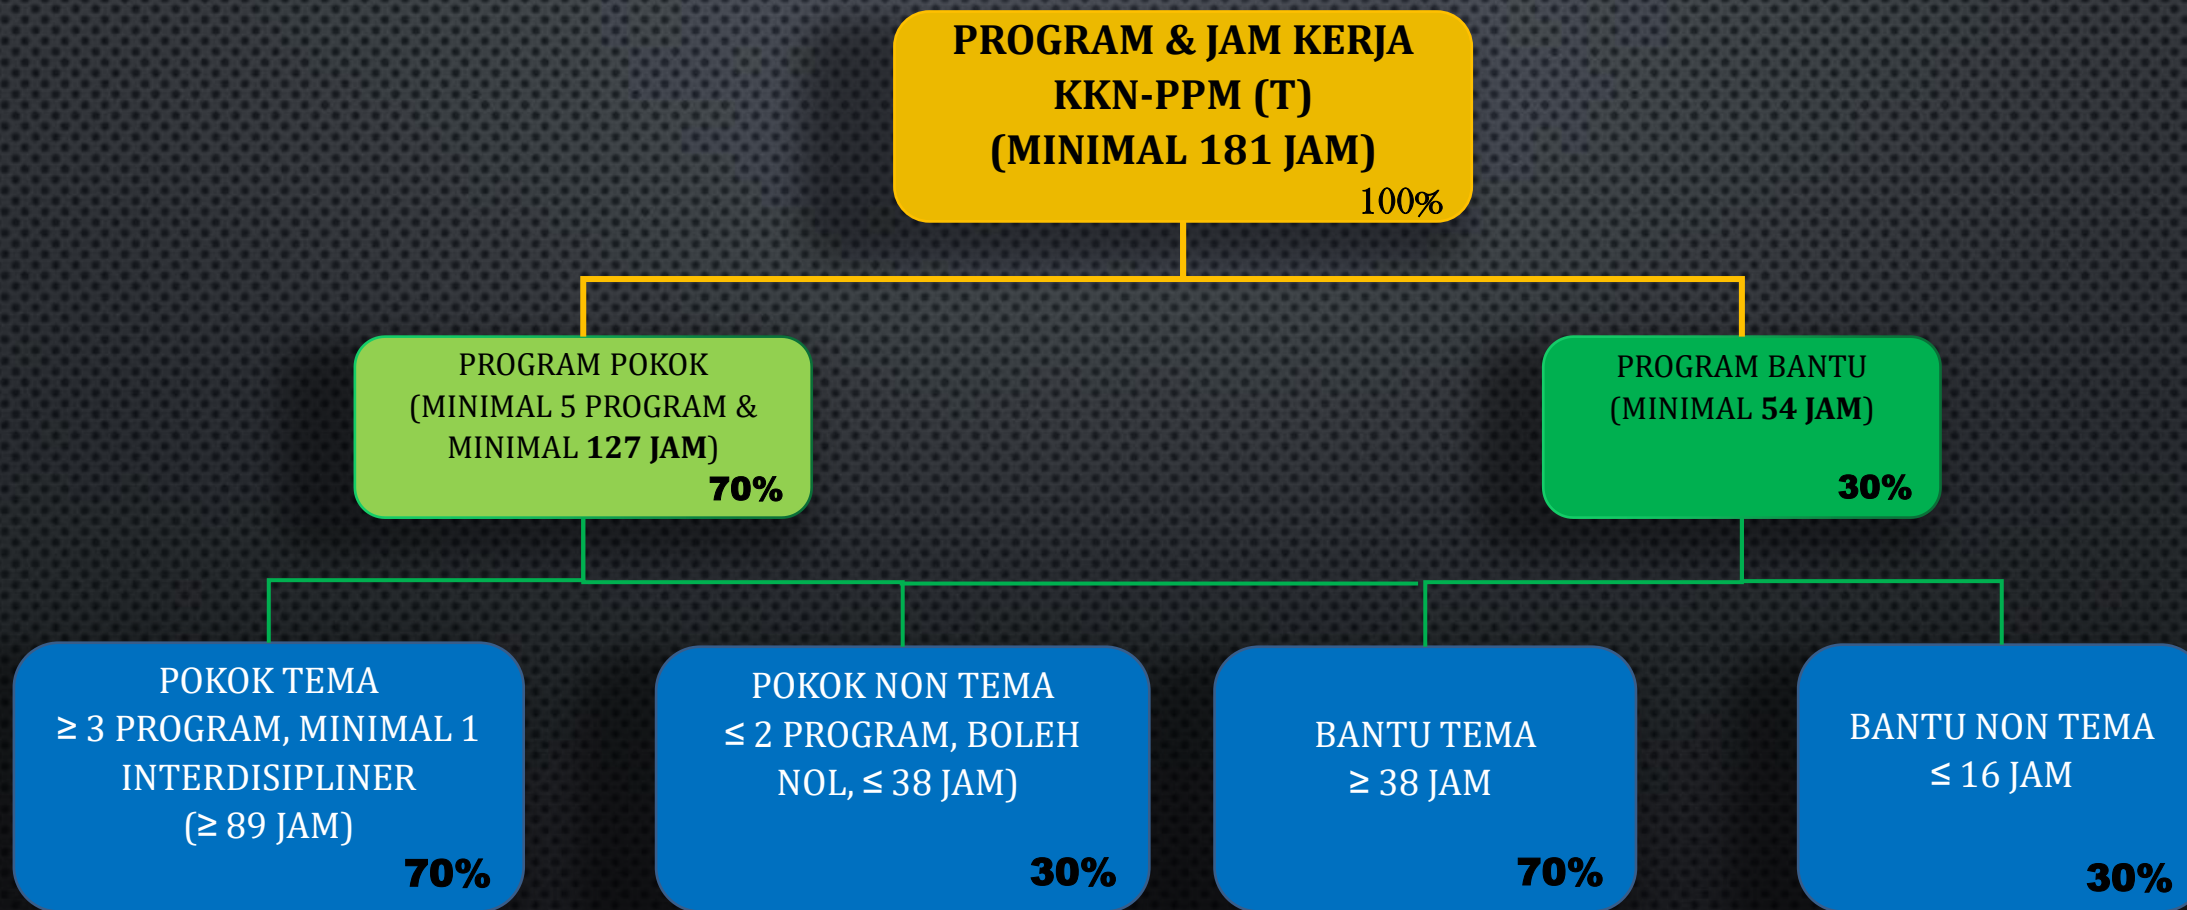 PROGRAM & JAM KERJA
KKN-PPM (T)
(MINIMAL 181 JAM)
100%
PROGRAM POKOK
(MINIMAL 5 PROGRAM &
MINIMAL 127 JAM)
70%
PROGRAM BANTU
(MINIMAL 54 JAM)
30%
POKOK TEMA
≥ 3 PROGRAM, MINIMAL 1
INTERDISIPLINER
(≥ 89 JAM)
70%
POKOK NON TEMA
≤ 2 PROGRAM, BOLEH
NOL, ≤ 38 JAM)
30%
BANTU TEMA
≥ 38 JAM
70%
BANTU NON TEMA
≤ 16 JAM
30%